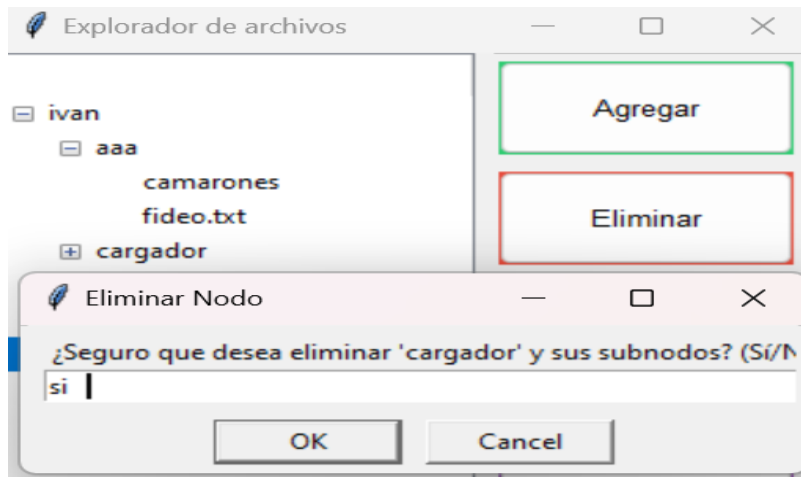 Explorador de archivos
Agregar
ivan
aaa
camarones
fideo.txt
Eliminar
cargador
Eliminar Nodo
¿Seguro que desea eliminar 'cargador' y sus subnodos? (Sí/N
si
OK
Cancel